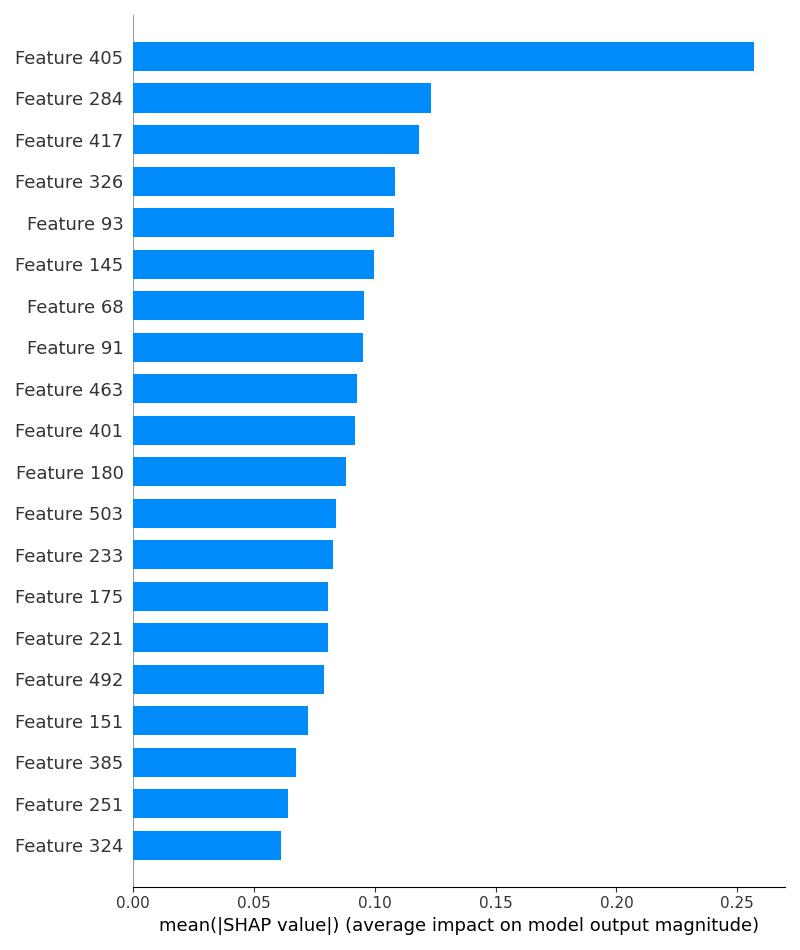 Feature 405
Feature 284
Feature 417
Feature 326
Feature 93
Feature 145
Feature 68
Feature 91
Feature 463
Feature 401
Feature 180
Feature 503
Feature 233
Feature 175
Feature 221
Feature 492
Feature 151
Feature 385
Feature 251
Feature 324
0.00 0.05 0.10 0.15 0.20 0.25
mean(|SHAP value|) (average impact on model output magnitude)